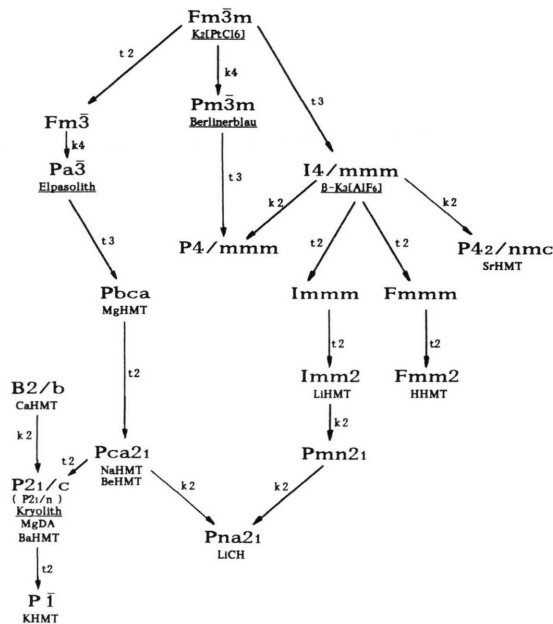 Fm3̄m
K₂[PtCl6]
t2
k4
t3
Pm3̄m
Berlinerblau
Fm3̄
k4
Pa3̄
Elpasolith
t3
I4/mmm
β-K₃[AlF₆]
k2
t2
t2
k2
P4/mmm
P4₂/nmc
SrHMT
t3
Pbca
MgHMT
Immm
Fmmm
t2
t2
t2
Imm2
LiHMT
Fmm2
HHMT
B2/b
CaHMT
k2
k2
Pca2₁
NaHMT
BeHMT
Pmn2₁
t2
P2₁/c
( P2₁/n )
Kryolith
MgDA
BaHMT
k2
k2
Pna2₁
LiCH
t2
P1̄
KHMT